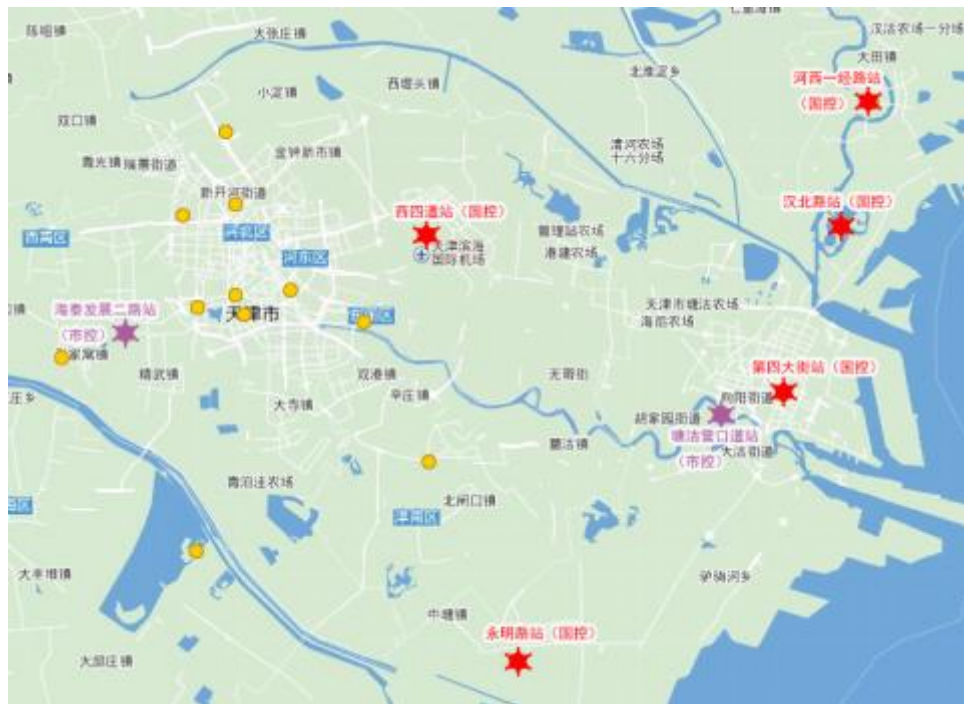 陈咀镇
大张庄镇
汉沽农场一分场
大田镇
北淮淀乡
西堤头镇
小淀镇
河西一经路站
(国控)
双口镇
清河农场
十六分场
金钟新市镇
霞光镇
瑞景街道
新开河街道
西四道站（国控）
汉北路站（国控）
西青区
河北区
管理站农场
港建农场
河东区
天津滨海
国际机场
天津市塘沽农场
海滨农场
海泰发展二路站
(市控)
天津市
张家窝镇
精武镇
双港镇
辛庄镇
无瑕街
第四大街站（国控）
向阳街道
胡家园街道
大寺镇
塘沽营口道站
(市控)
大沽街道
葛沽镇
青泊洼农场
北闸口镇
津南区
大丰堆镇
驴驹河乡
中塘镇
永明路站（国控）
大邱庄镇